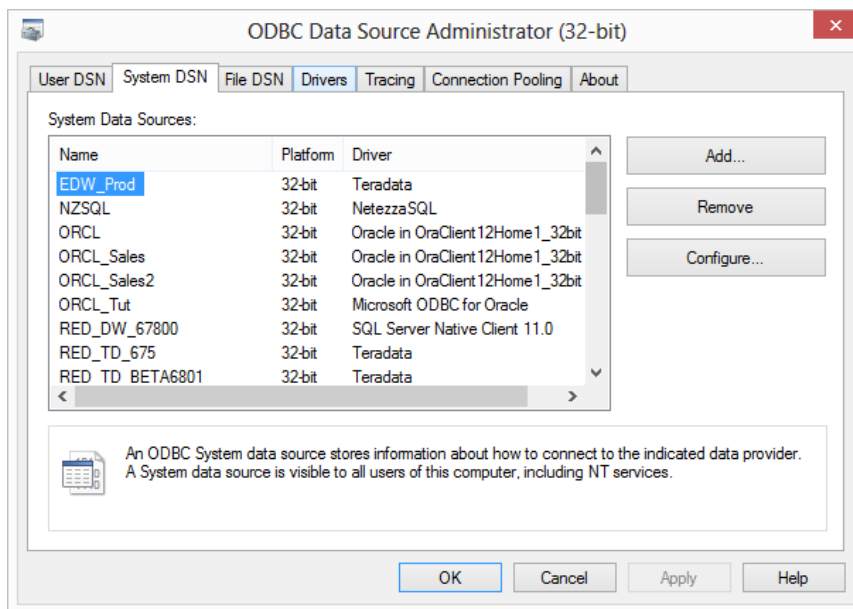 ODBC Data Source Administrator (32-bit)
User DSN System DSN File DSN Drivers Tracing Connection Pooling About
System Data Sources:
Name Platform Driver
EDW_Prod 32-bit Teradata
NZSQL 32-bit NetezzaSQL
ORCL 32-bit Oracle in OraClient12Home1_32bit
ORCL_Sales 32-bit Oracle in OraClient12Home1_32bit
ORCL_Sales2 32-bit Oracle in OraClient12Home1_32bit
ORCL_Tut 32-bit Microsoft ODBC for Oracle
RED_DW_67800 32-bit SQL Server Native Client 11.0
RED_TD_675 32-bit Teradata
RED_TD_BETA6801 32-bit Teradata
Add...
Remove
Configure...
An ODBC System data source stores information about how to connect to the indicated data provider.
A System data source is visible to all users of this computer, including NT services.
OK Cancel Apply Help